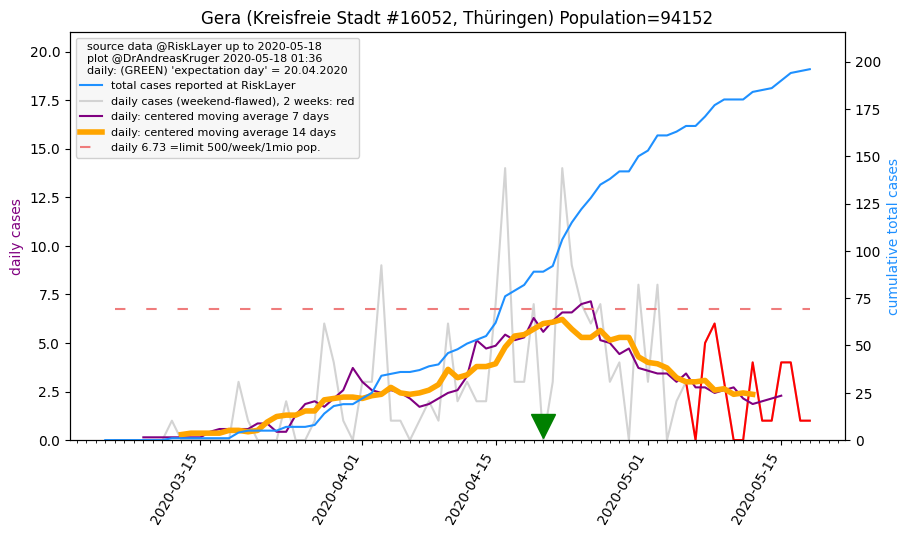 Gera (Kreisfreie Stadt #16052, Thüringen) Population=94152
source data @RiskLayer up to 2020-05-18
plot @DrAndreasKruger 2020-05-18 01:36
daily: (GREEN) 'expectation day' = 20.04.2020
total cases reported at RiskLayer
daily cases (weekend-flawed), 2 weeks: red
daily: centered moving average 7 days
daily: centered moving average 14 days
daily 6.73 =limit 500/week/1mio pop.
daily cases
20.0
17.5
15.0
12.5
10.0
7.5
5.0
2.5
0.0
200
175
150
125
100
75
50
25
0
cumulative total cases
2020-03-15
2020-04-01
2020-04-15
2020-05-01
2020-05-15